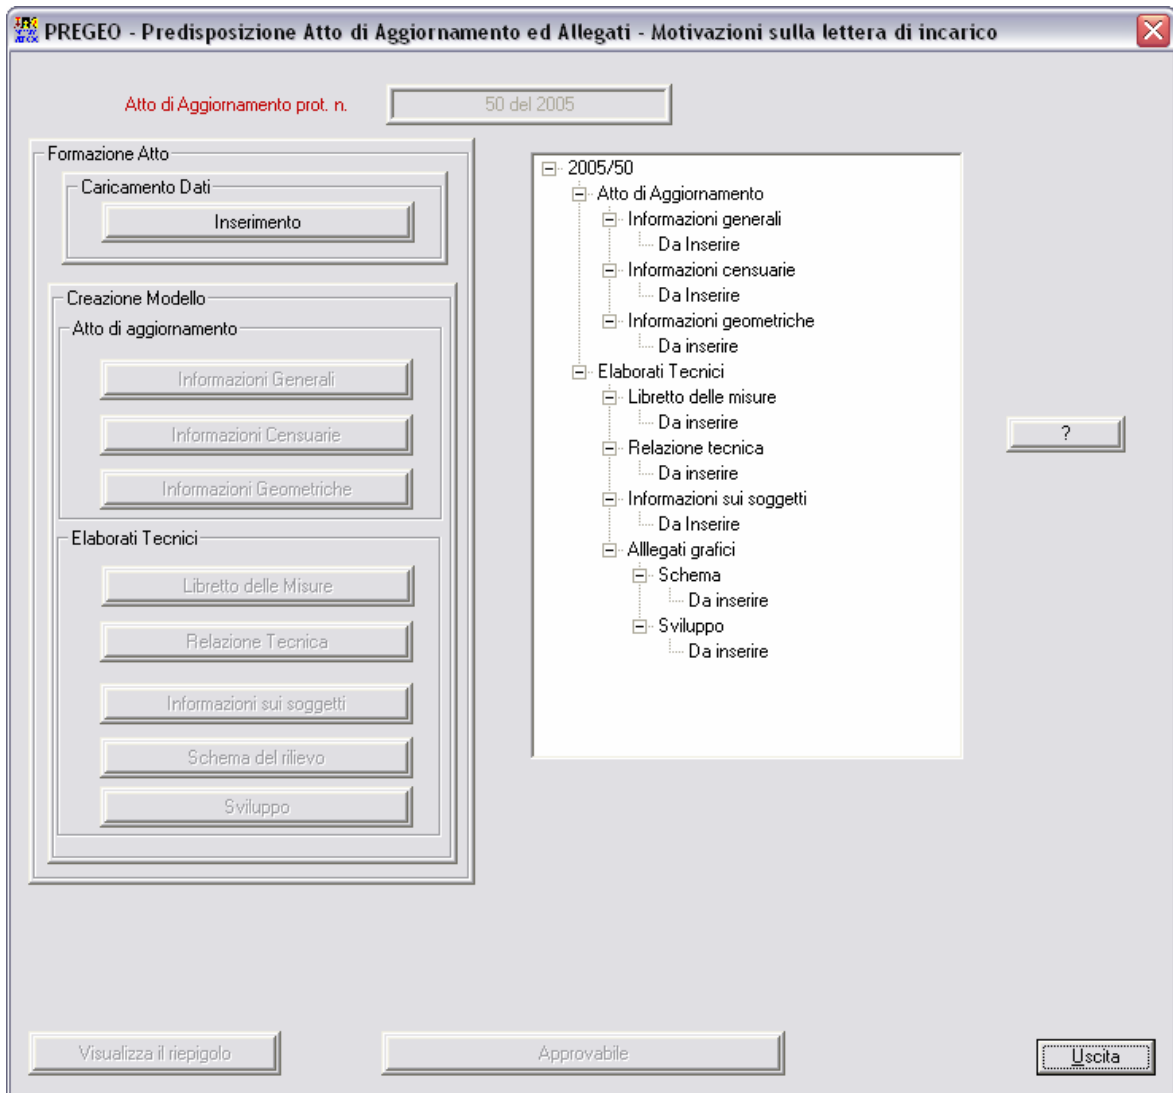 PREGEO - Predisposizione Atto di Aggiornamento ed Allegati - Motivazioni sulla lettera di incarico
Atto di Aggiornamento prot. n.
50 del 2005
Formazione Atto
Caricamento Dati
Inserimento
Creazione Modello
Atto di aggiornamento
Informazioni Generali
Informazioni Censuarie
Informazioni Geometriche
Elaborati Tecnici
Libretto delle Misure
Relazione Tecnica
Informazioni sui soggetti
Schema del rilievo
Sviluppo
2005/50
Atto di Aggiornamento
Informazioni generali
Da Inserire
Informazioni censuarie
Da Inserire
Informazioni geometriche
Da inserire
Elaborati Tecnici
Libretto delle misure
Da inserire
Relazione tecnica
Da inserire
Informazioni sui soggetti
Da Inserire
Alllegati grafici
Schema
Da inserire
Sviluppo
Da inserire
?
Visualizza il riepigolo
Approvabile
Uscita